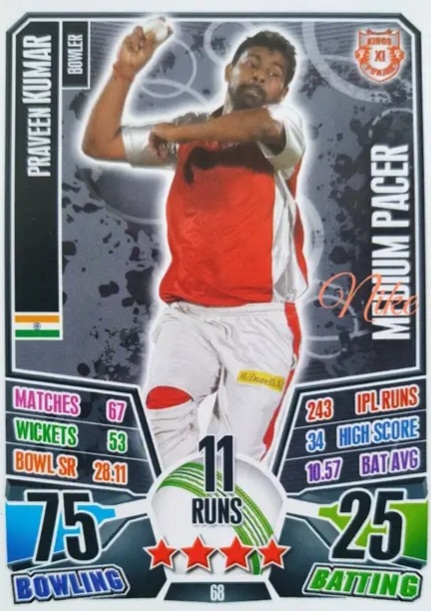 PRAVEEN KUMAR
BOWLER
KINGS
XI
PUNJAB
MEDIUM PACER
Nike
MATCHES 67
WICKETS 53
BOWL SR 28.11
243 IPL RUNS
34 HIGH SCORE
10.57 BAT AVG
11
RUNS
75
BOWLING
25
BATTING
68